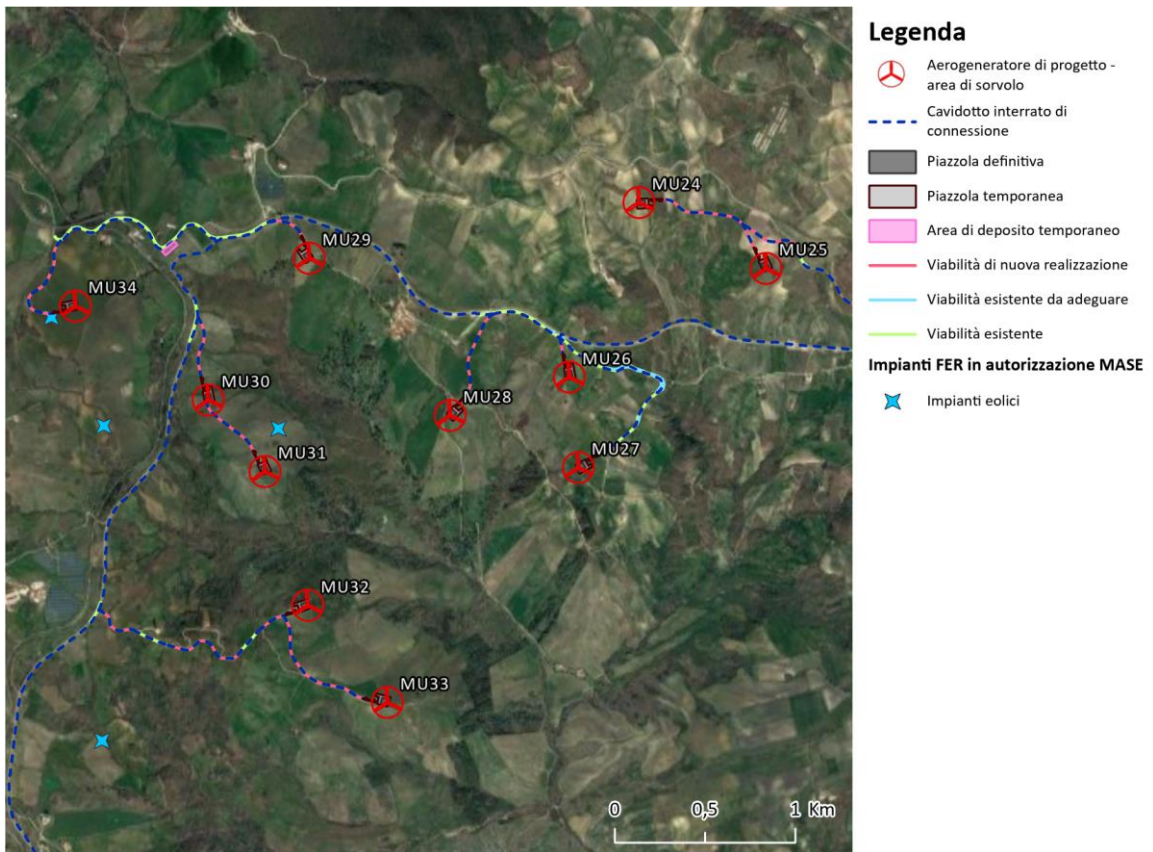 Legenda
Aerogeneratore di progetto -
area di sorvolo
Cavidotto interrato di
connessione
Piazzola definitiva
Piazzola temporanea
Area di deposito temporaneo
Viabilità di nuova realizzazione
Viabilità esistente da adeguare
Viabilità esistente
Impianti FER in autorizzazione MASE
Impianti eolici
MU24
MU25
MU29
MU34
MU26
MU30
MU28
MU31
MU27
MU32
MU33
0 0,5 1 Km